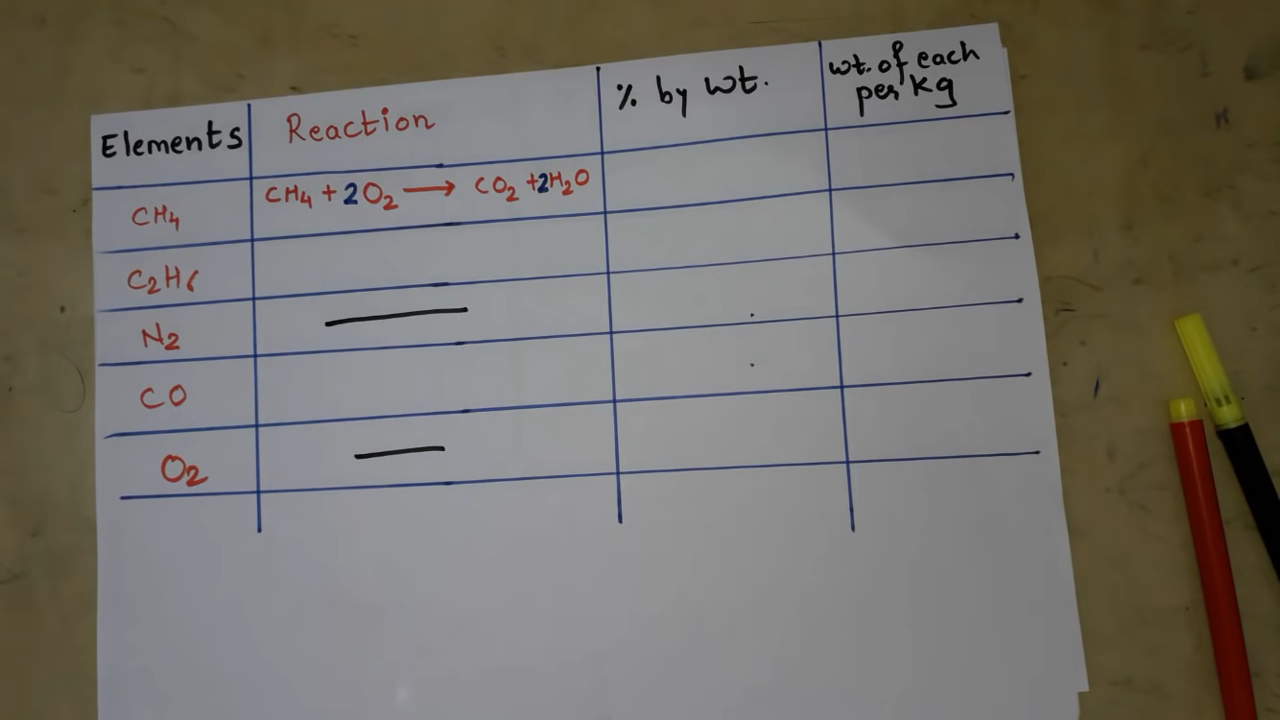 Elements Reaction % by wt. wt. of each per kg
CH4 CH4 + 2O2 → CO2 + 2H2O
C2H6
N2 —
CO
O2 —